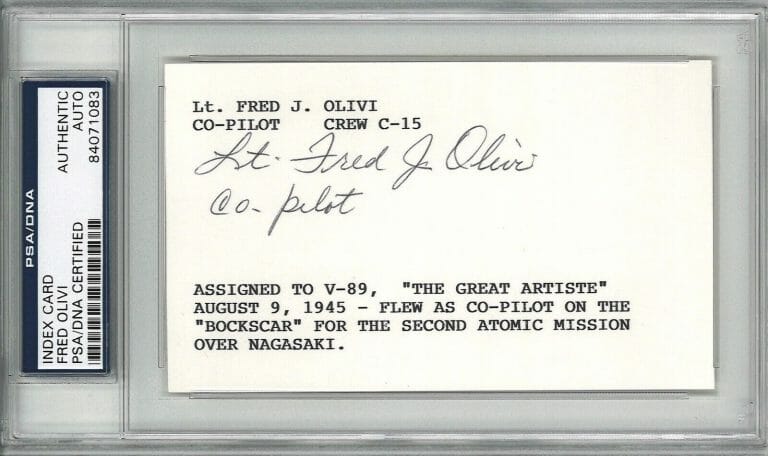 PSA/DNA
INDEX CARD
FRED OLIVI
PSA/DNA CERTIFIED
AUTHENTIC
AUTO
84071083
Lt. FRED J. OLIVI
CO-PILOT CREW C-15
Lt. Fred J. Olivi
Co-pilot
ASSIGNED TO V-89, "THE GREAT ARTISTE"
AUGUST 9, 1945 - FLEW AS CO-PILOT ON THE
"BOCKSCAR" FOR THE SECOND ATOMIC MISSION
OVER NAGASAKI.